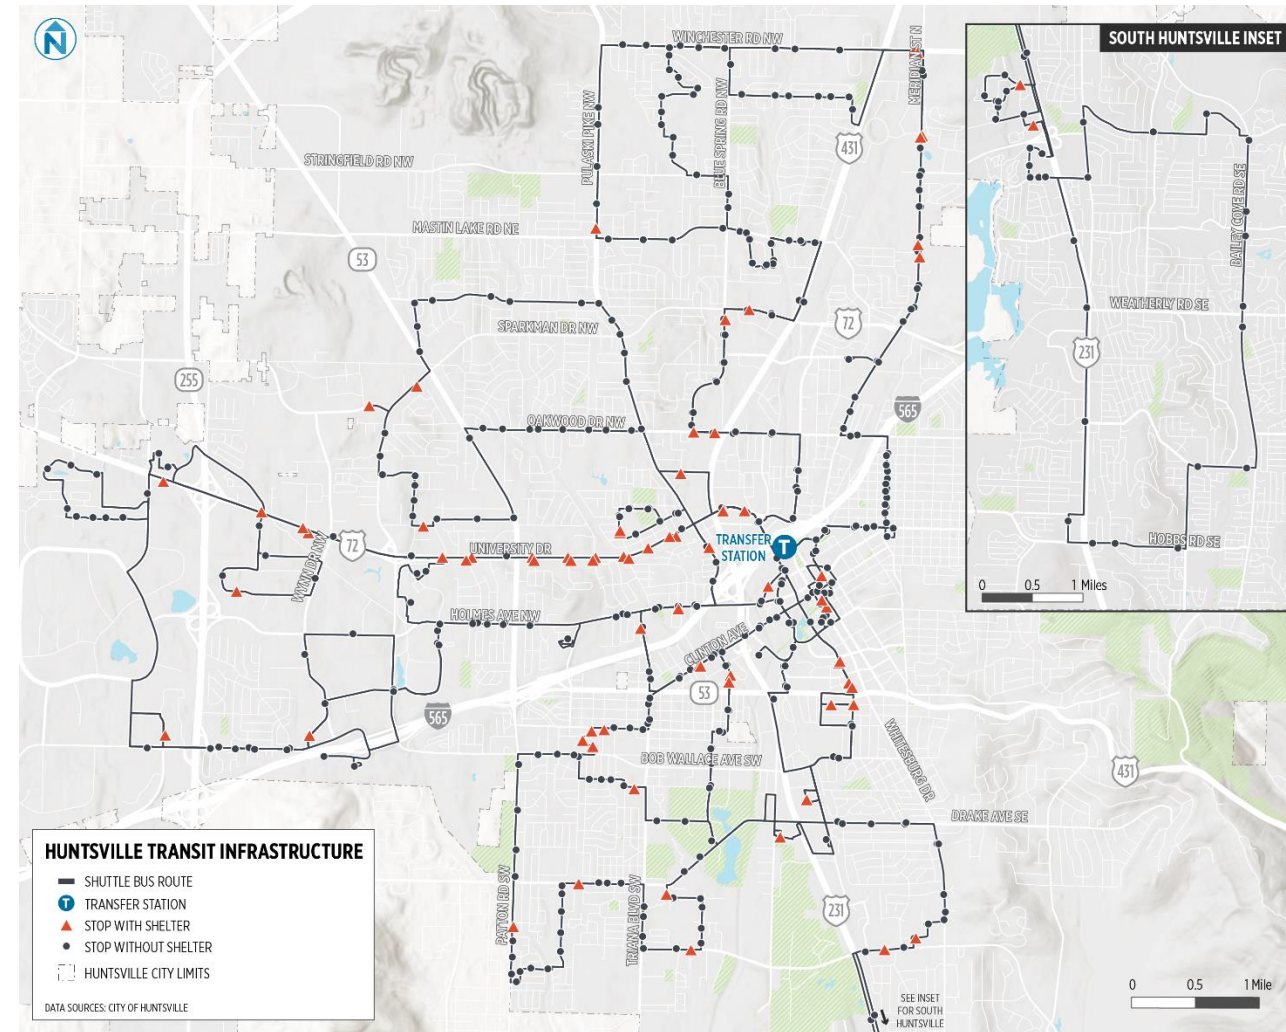 N
WINCHESTER RD NW
MERIDIAN ST N
SOUTH HUNTSVILLE INSET
PULASKI PIKE NW
BLUE SPRING RD NW
431
STRINGFIELD RD NW
BAILEY COVE RD SE
MASTIN LAKE RD NE
53
WEATHERLY RD SE
SPARKMAN DR NW
72
231
255
565
OAKWOOD DR NW
72
UNIVERSITY DR
TRANSFER
STATION
T
HOBBS RD SE
WYNN DR NW
0 0.5 1 Miles
HOLMES AVE NW
CLINTON AVE
53
565
WHITESBURG DR
BOB WALLACE AVE SW
431
DRAKE AVE SE
PATTON RD SW
TRIANA BLVD SW
231
HUNTSVILLE TRANSIT INFRASTRUCTURE
SHUTTLE BUS ROUTE
T TRANSFER STATION
STOP WITH SHELTER
STOP WITHOUT SHELTER
HUNTSVILLE CITY LIMITS
DATA SOURCES: CITY OF HUNTSVILLE
SEE INSET
FOR SOUTH
HUNTSVILLE
0 0.5 1 Mile